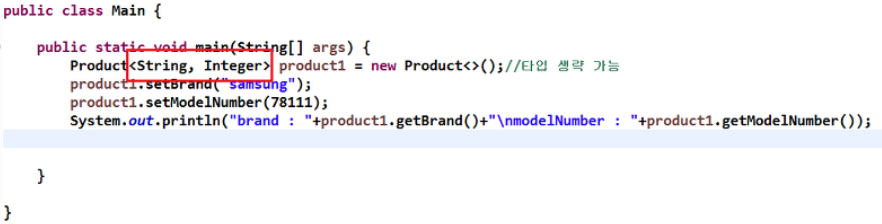 public class Main {
public static void main(String[] args) {
Product<String, Integer> product1 = new Product<>();//타입 생략 가능
product1.setBrand("samsung");
product1.setModelNumber(78111);
System.out.println("brand : "+product1.getBrand()+"\nmodelNumber : "+product1.getModelNumber());
}
}